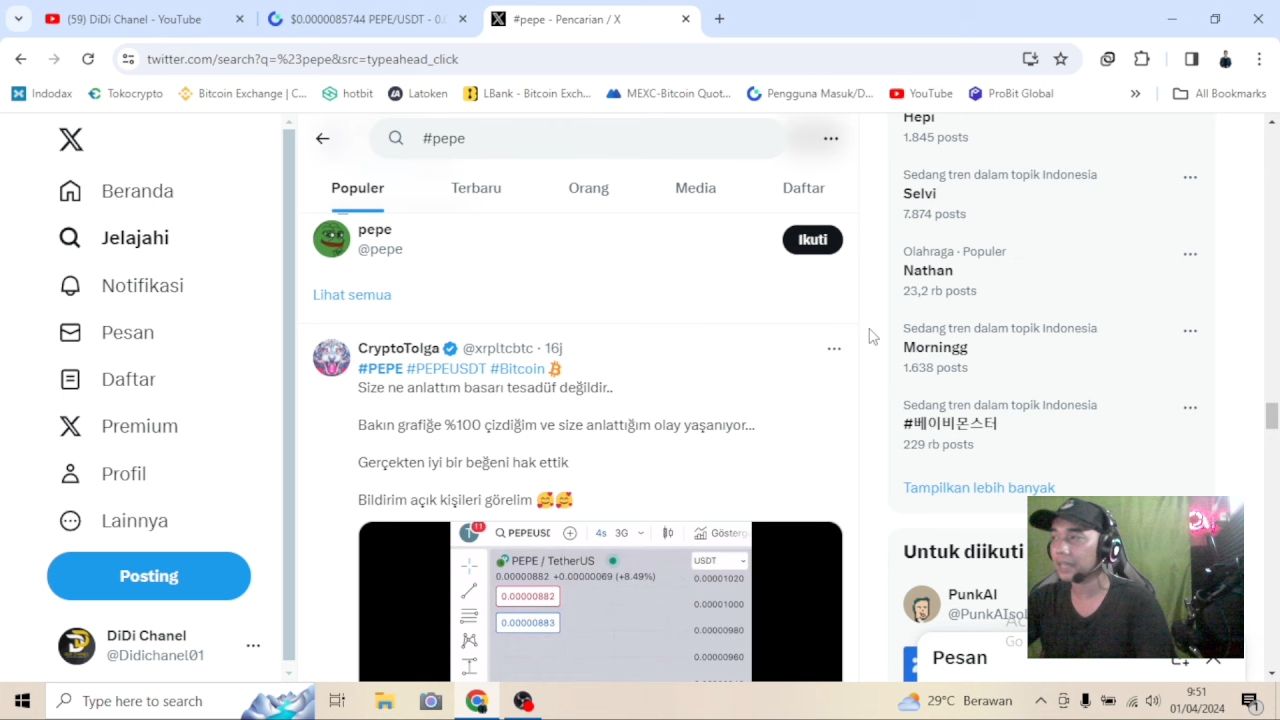 (59) DiDi Channel - YouTube
$0.0000085744 PEPE/USDT - 0.
#pepe - Pencarian / X
twitter.com/search?q=%23pepe&src=typeahead_click
Indodax
Tokocrypto
Bitcoin Exchange | C...
hotbit
Latoken
LBank - Bitcoin Exch...
MEXC-Bitcoin Quot...
Pengguna Masuk/D...
YouTube
ProBit Global
All Bookmarks
Beranda
Jelajahi
Notifikasi
Pesan
Daftar
Premium
Profil
Lainnya
Posting
DiDi Chanel
@Didichanel01
#pepe
Populer
Terbaru
Orang
Media
Daftar
pepe
@pepe
Ikuti
Lihat semua
CryptoTolga @xrpltcbtc · 16j
#PEPE #PEPEUSDT #Bitcoin
Size ne anlattım basarı tesadüf değildir..
Bakın grafiğe %100 çizdiğim ve size anlattığım olay yaşanıyor...
Gerçekten iyi bir beğeni hak ettik
Bildirim açık kişileri görelim 🥰🥰
T 11
PEPEUSD
4s 3G
Gösterg
PEPE / TetherUS
USDT
0.00000882 +0.00000069 (+8.49%)
0.00000882
0.00000883
0.00001020
0.00001000
0.00000980
0.00000960
Hepi
1.845 posts
Sedang tren dalam topik Indonesia
Selvi
7.874 posts
Olahraga · Populer
Nathan
23,2 rb posts
Sedang tren dalam topik Indonesia
Morningg
1.638 posts
Sedang tren dalam topik Indonesia
#베이비몬스터
229 rb posts
Tampilkan lebih banyak
Untuk diikuti
PunkAI
@PunkAIsol
Go
Pesan
Type here to search
29°C Berawan
9:51
01/04/2024